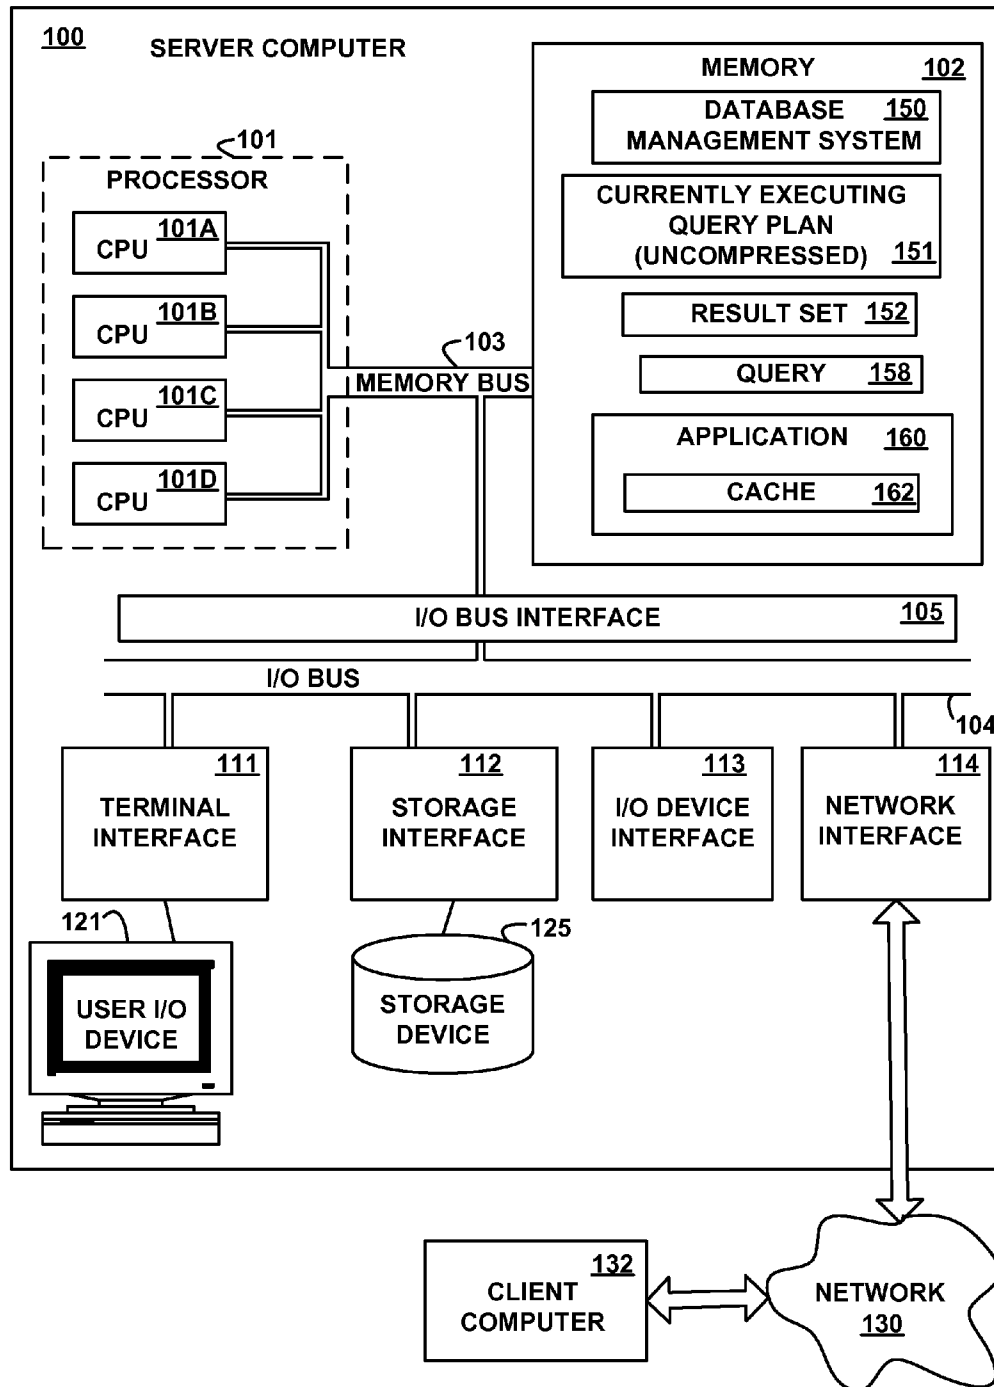 100
SERVER COMPUTER
101
PROCESSOR
101A
CPU
101B
CPU
101C
CPU
101D
CPU
103
MEMORY BUS
MEMORY
102
DATABASE
150
MANAGEMENT SYSTEM
CURRENTLY EXECUTING
QUERY PLAN
(UNCOMPRESSED)
151
RESULT SET
152
QUERY
158
APPLICATION
160
CACHE
162
I/O BUS INTERFACE
105
I/O BUS
104
111
TERMINAL
INTERFACE
112
STORAGE
INTERFACE
113
I/O DEVICE
INTERFACE
114
NETWORK
INTERFACE
121
USER I/O
DEVICE
125
STORAGE
DEVICE
132
CLIENT
COMPUTER
NETWORK
130